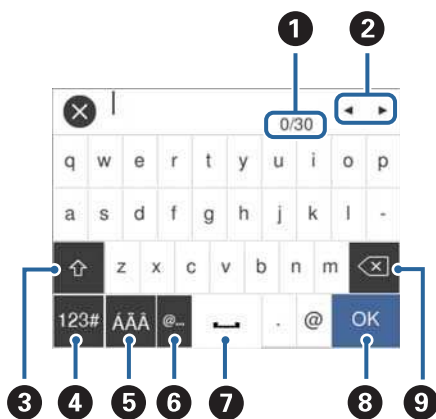 1 2
0/30 ◄ ►
q w e r t y u i o p
a s d f g h j k l -
z x c v b n m
123# ÁÃÂ @... . @ OK
3 4 5 6 7 8 9